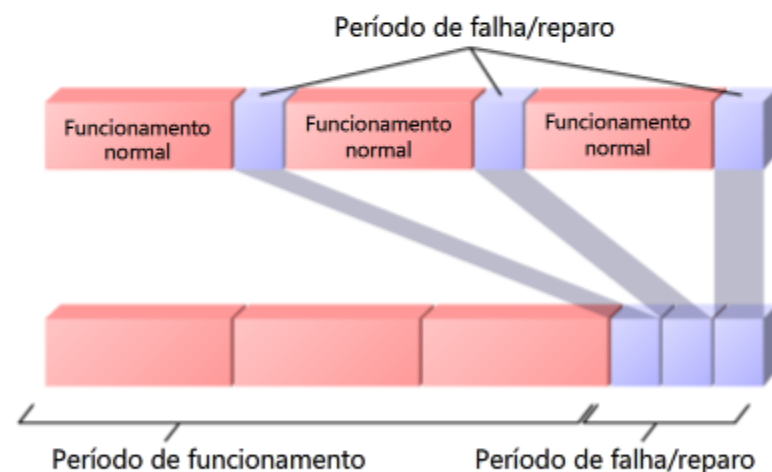 Período de falha/reparo
Funcionamento
normal
Funcionamento
normal
Funcionamento
normal
Período de funcionamento
Período de falha/reparo